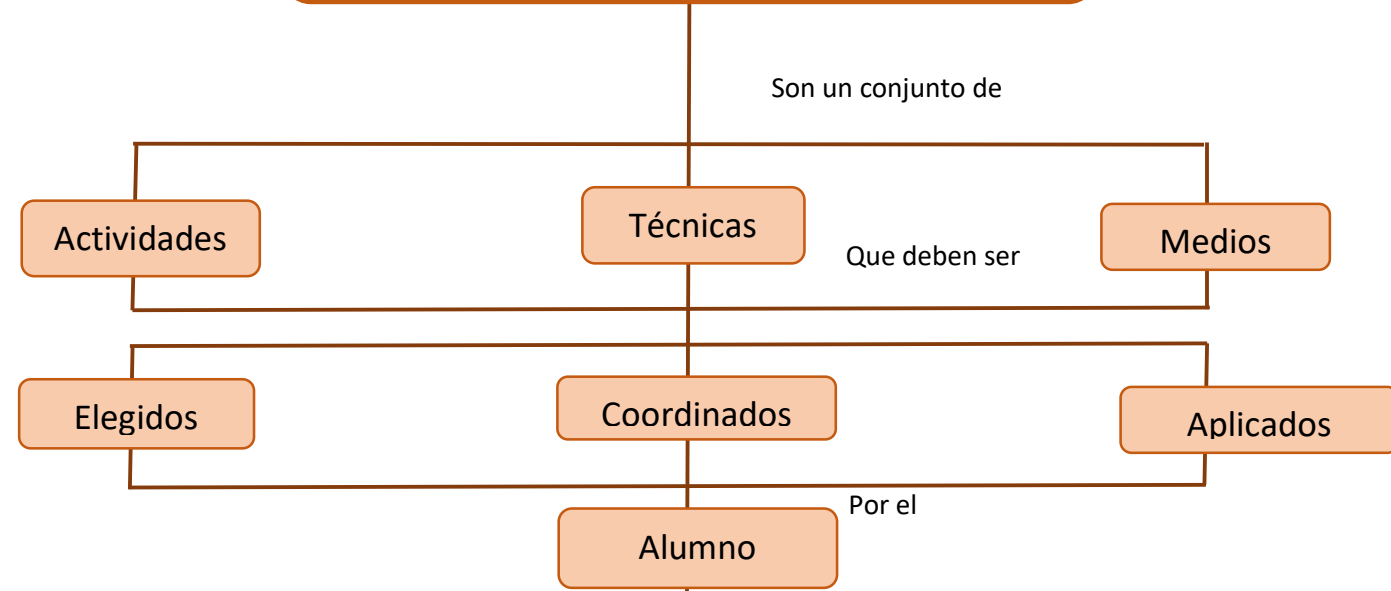 Son un conjunto de
Actividades
Técnicas
Medios
Que deben ser
Elegidos
Coordinados
Aplicados
Por el
Alumno